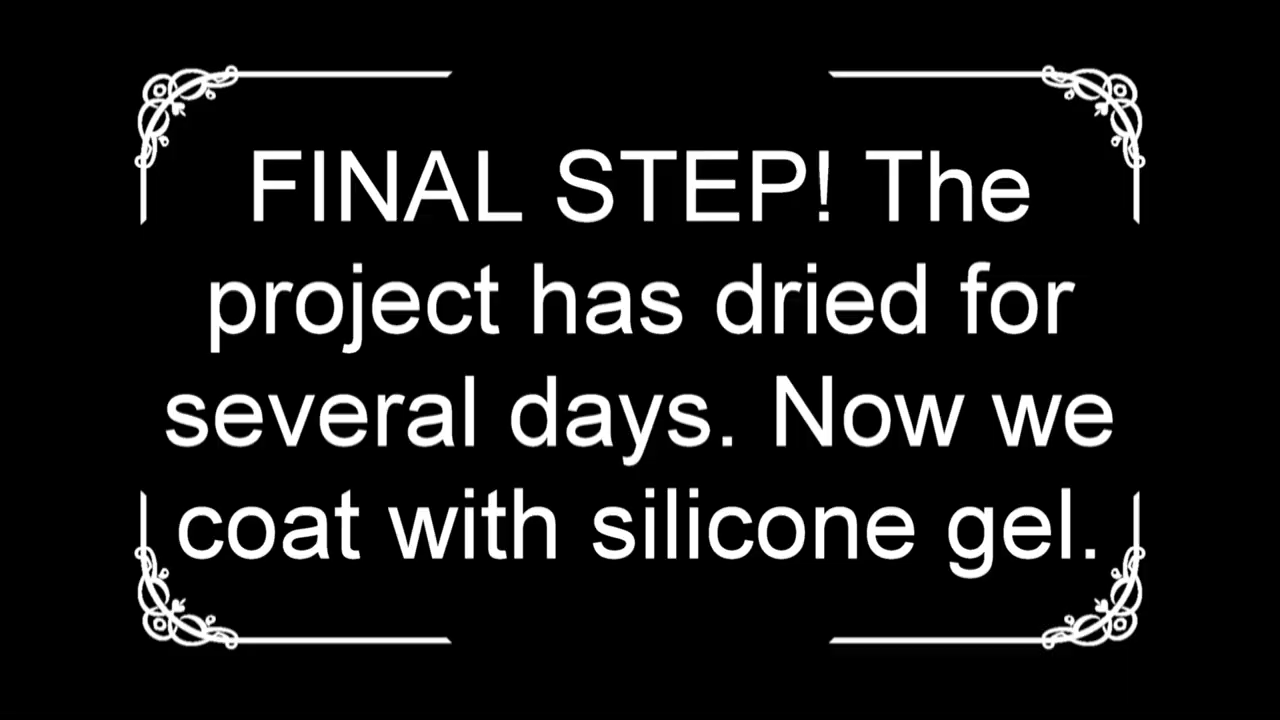 FINAL STEP! The
project has dried for
several days. Now we
coat with silicone gel.